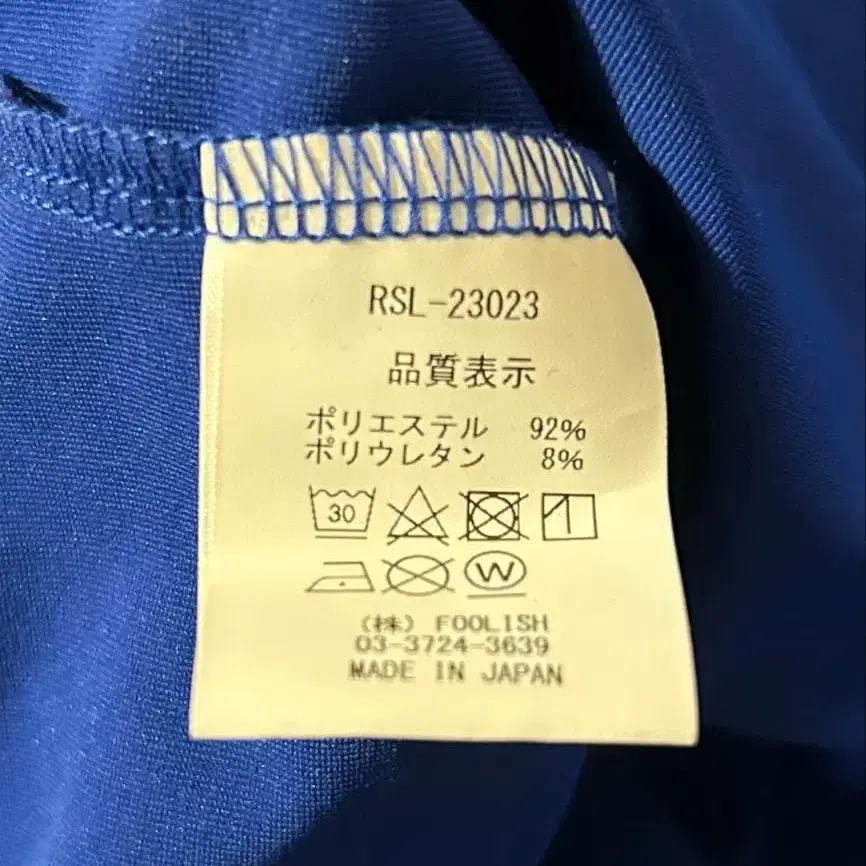 RSL-23023
品質表示
ポリエステル 92%
ポリウレタン 8%
30
W
(株) FOOLISH
03-3724-3639
MADE IN JAPAN